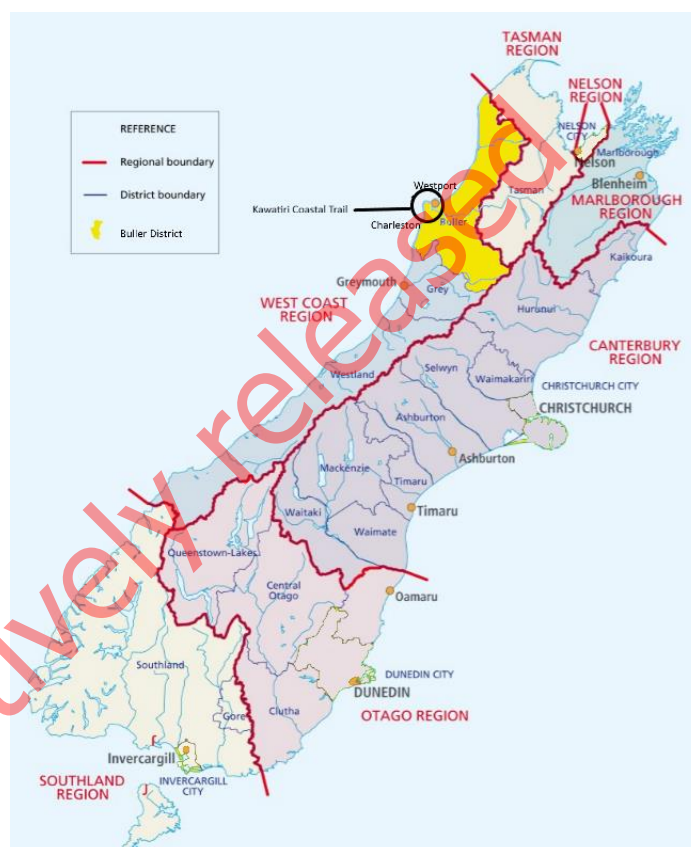 TASMAN
REGION
NELSON
REGION
REFERENCE
Regional boundary
District boundary
Buller District
NELSON
CITY
Nelson
Marlborough
Blenheim
MARLBOROUGH
REGION
Tasman
Westport
Kawatiri Coastal Trail
Charleston
Buller
Kaikoura
Greymouth
Grey
Hurunui
WEST COAST
REGION
CANTERBURY
REGION
Westland
Selwyn
Waimakariri
CHRISTCHURCH CITY
CHRISTCHURCH
Ashburton
Ashburton
Mackenzie
Timaru
Timaru
Waitaki
Waimate
Queenstown-Lakes
Central
Otago
Oamaru
Southland
DUNEDIN CITY
DUNEDIN
Gore
Clutha
OTAGO REGION
Invercargill
INVERCARGILL
CITY
SOUTHLAND
REGION
tively released